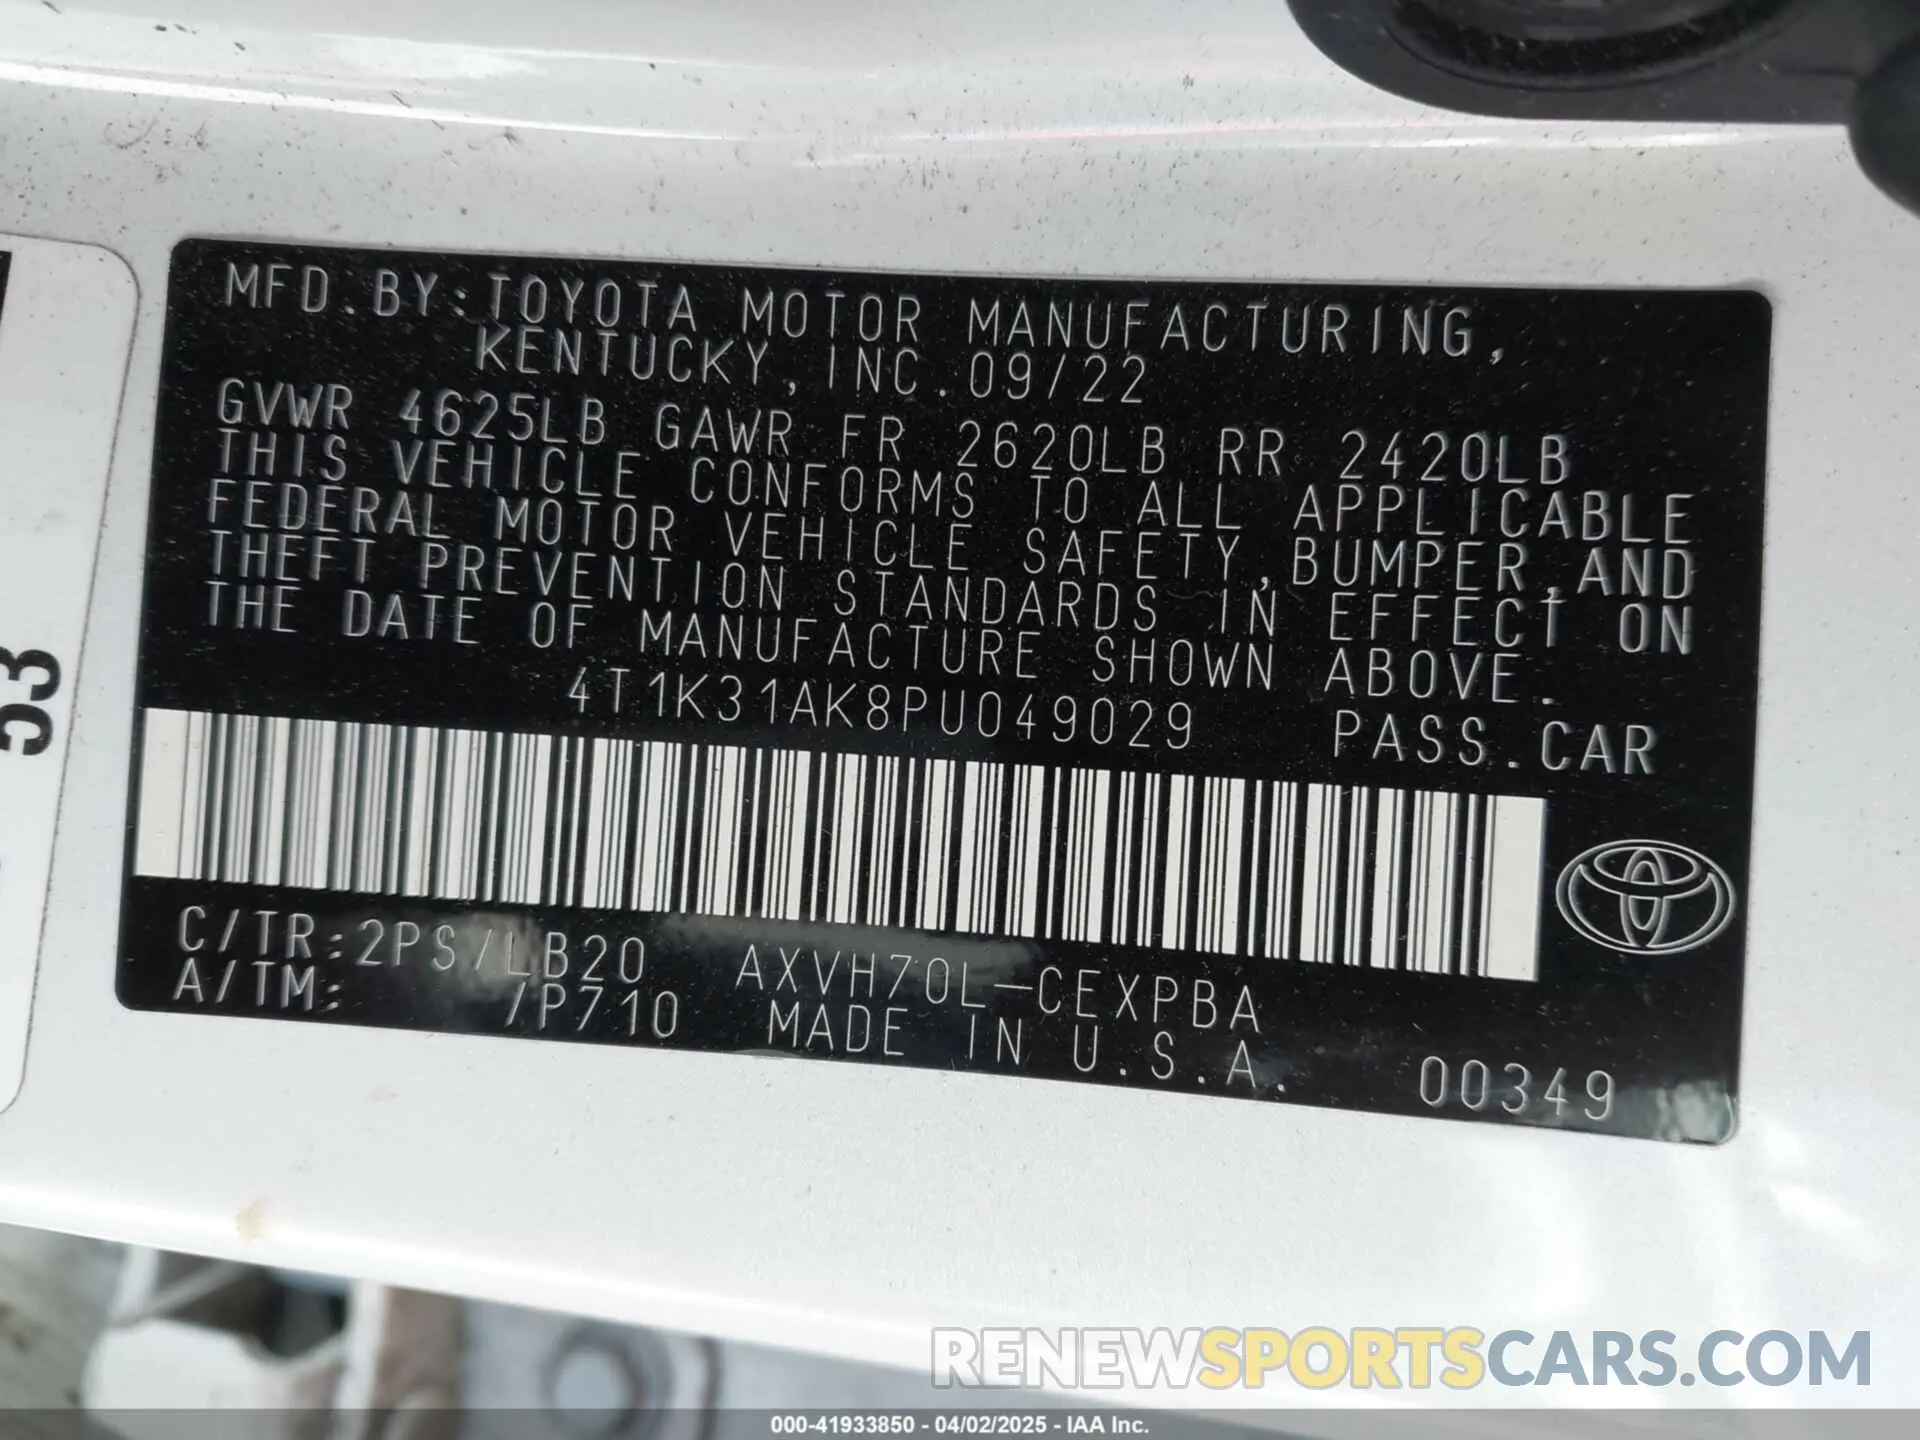 MFD.BY:TOYOTA MOTOR MANUFACTURING,
KENTUCKY,INC.09/22
GVWR 4625LB GAWR FR 2620LB RR 2420LB
THIS VEHICLE CONFORMS TO ALL APPLICABLE
FEDERAL MOTOR VEHICLE SAFETY,BUMPER,AND
THEFT PREVENTION STANDARDS IN EFFECT ON
THE DATE OF MANUFACTURE SHOWN ABOVE.
4T1K31AK8PU049029 PASS.CAR
C/TR:2PS/LB20 AXVH70L-CEXPBA
A/TM: /P710 MADE IN U.S.A.
00349
53
RENEWSPORTSCARS.COM
000-41933850 - 04/02/2025 - IAA Inc.